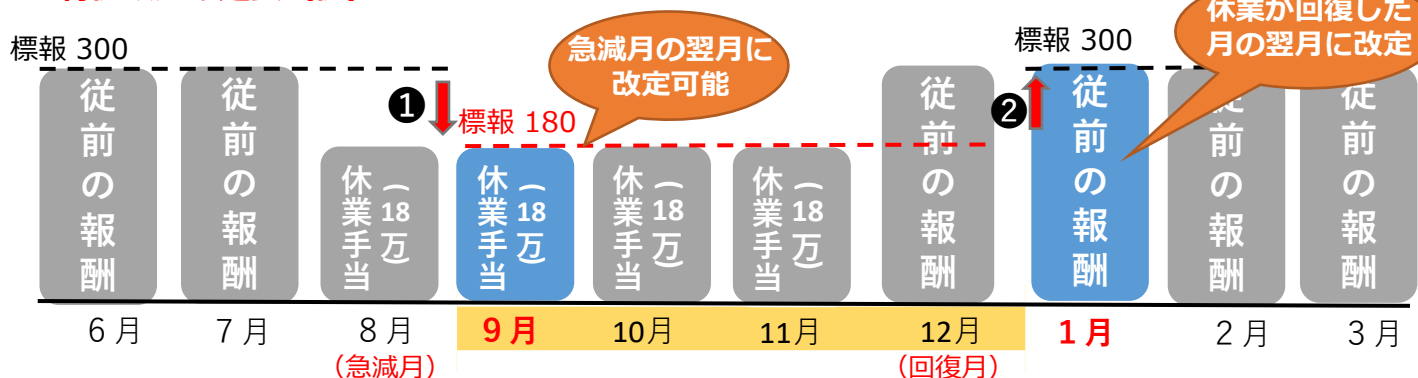 標報 300
急減月の翌月に
改定可能
標報 300
休業が回復した
月の翌月に改定
❶
標報 180
❷
従前の報酬
従前の報酬
休業手当
(18万)
休業手当
(18万)
休業手当
(18万)
休業手当
(18万)
従前の報酬
従前の報酬
従前の報酬
従前の報酬
6月
7月
8月
9月
10月
11月
12月
1月
2月
3月
(急減月)
(回復月)